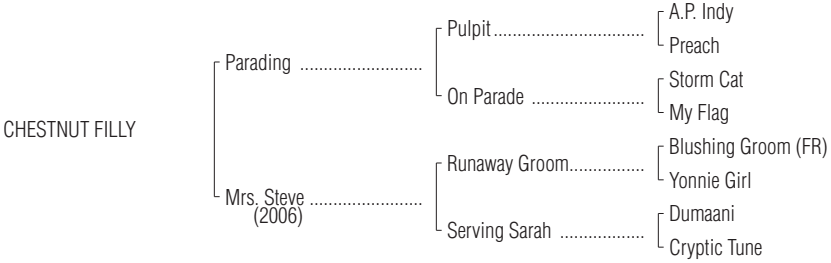 A.P. Indy
Pulpit ................................
Preach
Parading .........................
Storm Cat
On Parade ........................
My Flag
CHESTNUT FILLY
Blushing Groom (FR)
Runaway Groom................
Yonnie Girl
Mrs. Steve ........................
(2006)
Dumaani
Serving Sarah ..................
Cryptic Tune